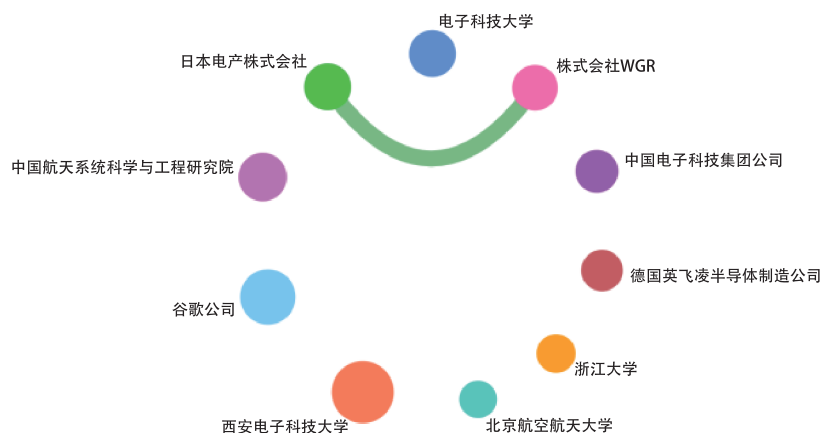 电子科技大学
日本电产株式会社
株式会社WGR
中国航天系统科学与工程研究院
中国电子科技集团公司
德国英飞凌半导体制造公司
谷歌公司
浙江大学
西安电子科技大学
北京航空航天大学